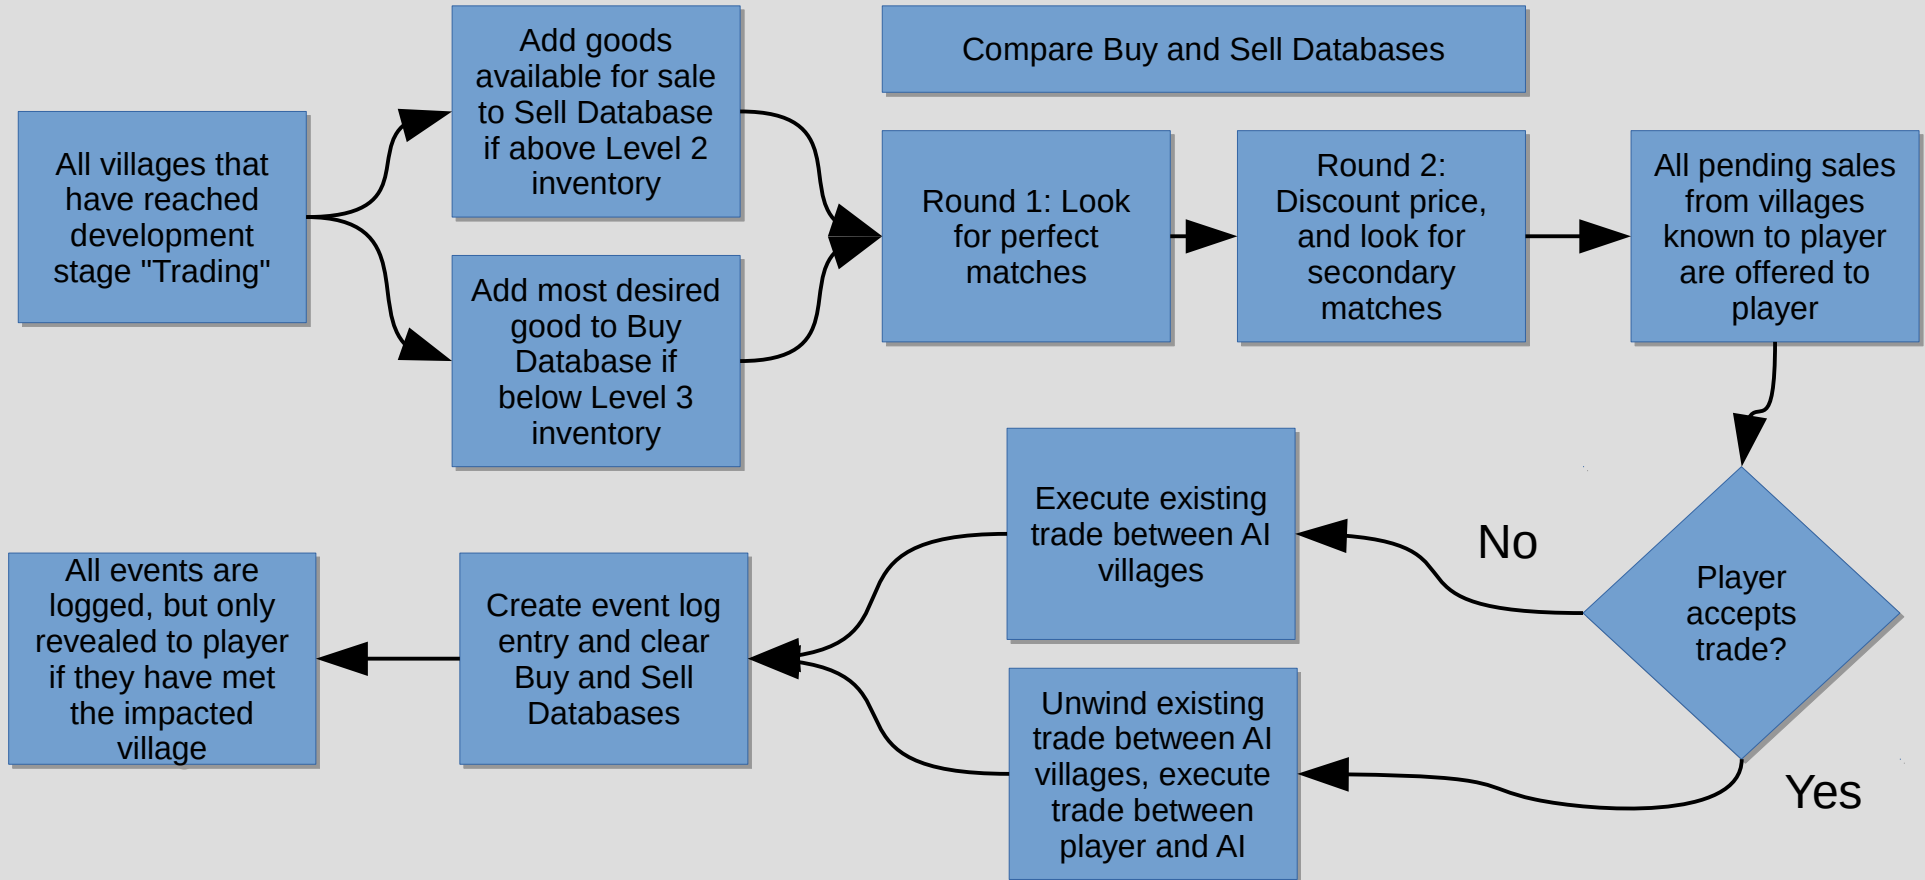 All villages that
have reached
development
stage "Trading"
Add goods
available for sale
to Sell Database
if above Level 2
inventory
Add most desired
good to Buy
Database if
below Level 3
inventory
Compare Buy and Sell Databases
Round 1: Look
for perfect
matches
Round 2:
Discount price,
and look for
secondary
matches
All pending sales
from villages
known to player
are offered to
player
Player
accepts
trade?
No
Yes
Execute existing
trade between AI
villages
Unwind existing
trade between AI
villages, execute
trade between
player and AI
Create event log
entry and clear
Buy and Sell
Databases
All events are
logged, but only
revealed to player
if they have met
the impacted
village